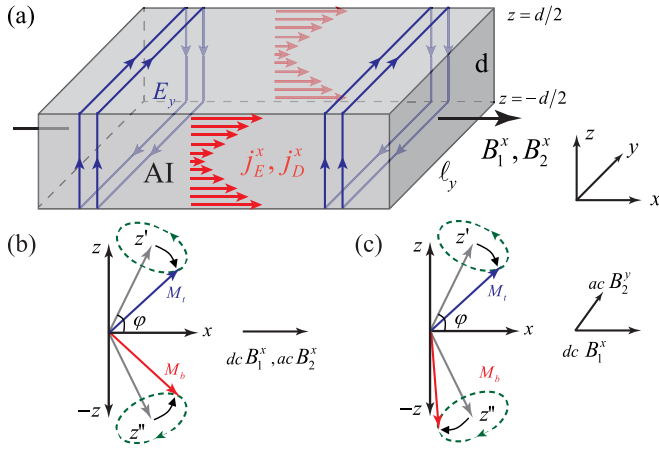 (a)
z = d/2
E_y
d
z = -d/2
AI
j_E^x, j_D^x
ℓ_y
B_1^x, B_2^x
z
y
x
(b)
z
z'
M_t
φ
x
dc B_1^x, ac B_2^x
M_b
-z
z''
(c)
z
z'
M_t
φ
x
ac B_2^y
dc B_1^x
M_b
-z
z''